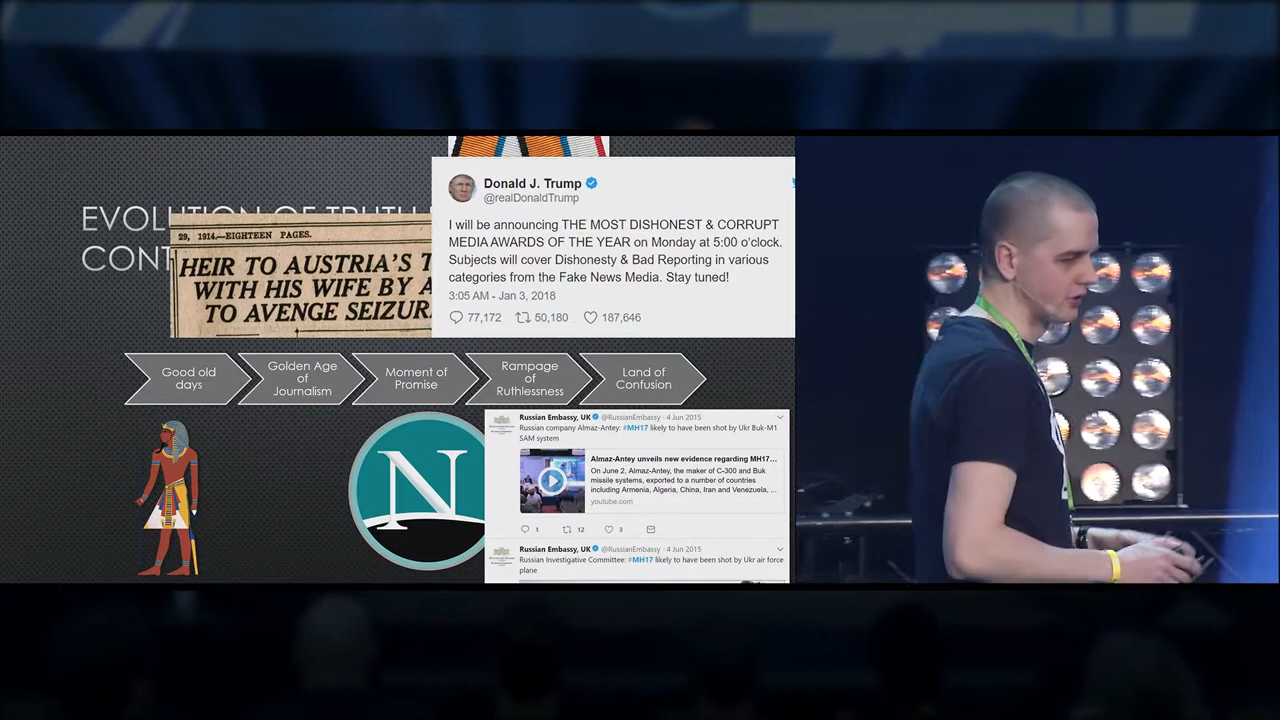 EVOLUTION OF TRUTH
CONT
29, 1914.—EIGHTEEN PAGES.
HEIR TO AUSTRIA'S T
WITH HIS WIFE BY A
TO AVENGE SEIZUR
Donald J. Trump
@realDonaldTrump
I will be announcing THE MOST DISHONEST & CORRUPT
MEDIA AWARDS OF THE YEAR on Monday at 5:00 o'clock.
Subjects will cover Dishonesty & Bad Reporting in various
categories from the Fake News Media. Stay tuned!
3:05 AM - Jan 3, 2018
77,172 50,180 187,646
Good old
days
Golden Age
of
Journalism
Moment of
Promise
Rampage
of
Ruthlessness
Land of
Confusion
N
Russian Embassy, UK @RussianEmbassy · 4 Jun 2015
Russian company Almaz-Antey: #MH17 likely to have been shot by Ukr Buk-M1
SAM system
Almaz-Antey unveils new evidence regarding MH17...
On June 2, Almaz-Antey, the maker of C-300 and Buk
missile systems, exported to a number of countries
including Armenia, Algeria, China, Iran and Venezuela, ...
youtube.com
1 12 3
Russian Embassy, UK @RussianEmbassy · 4 Jun 2015
Russian Investigative Committee: #MH17 likely to have been shot by Ukr air force
plane